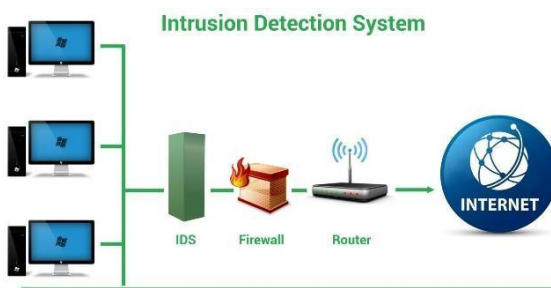 Intrusion Detection System
IDS
Firewall
Router
INTERNET